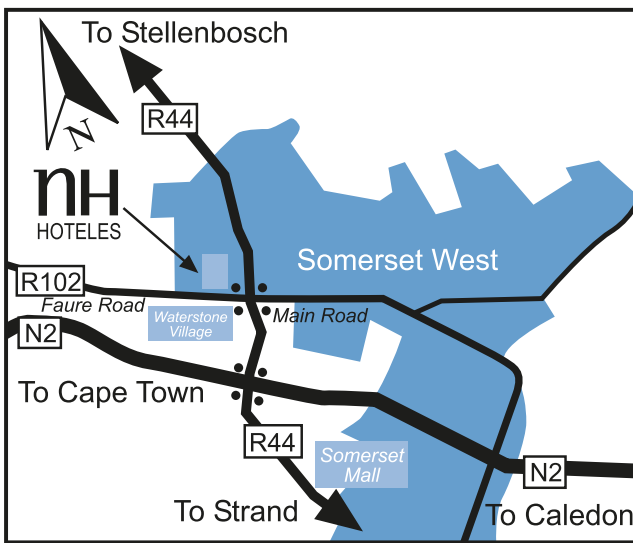 To Stellenbosch
R44
N
nH
HOTELES
Somerset West
R102
Faure Road
Waterstone
Village
Main Road
N2
To Cape Town
R44
Somerset
Mall
N2
To Strand
To Caledon